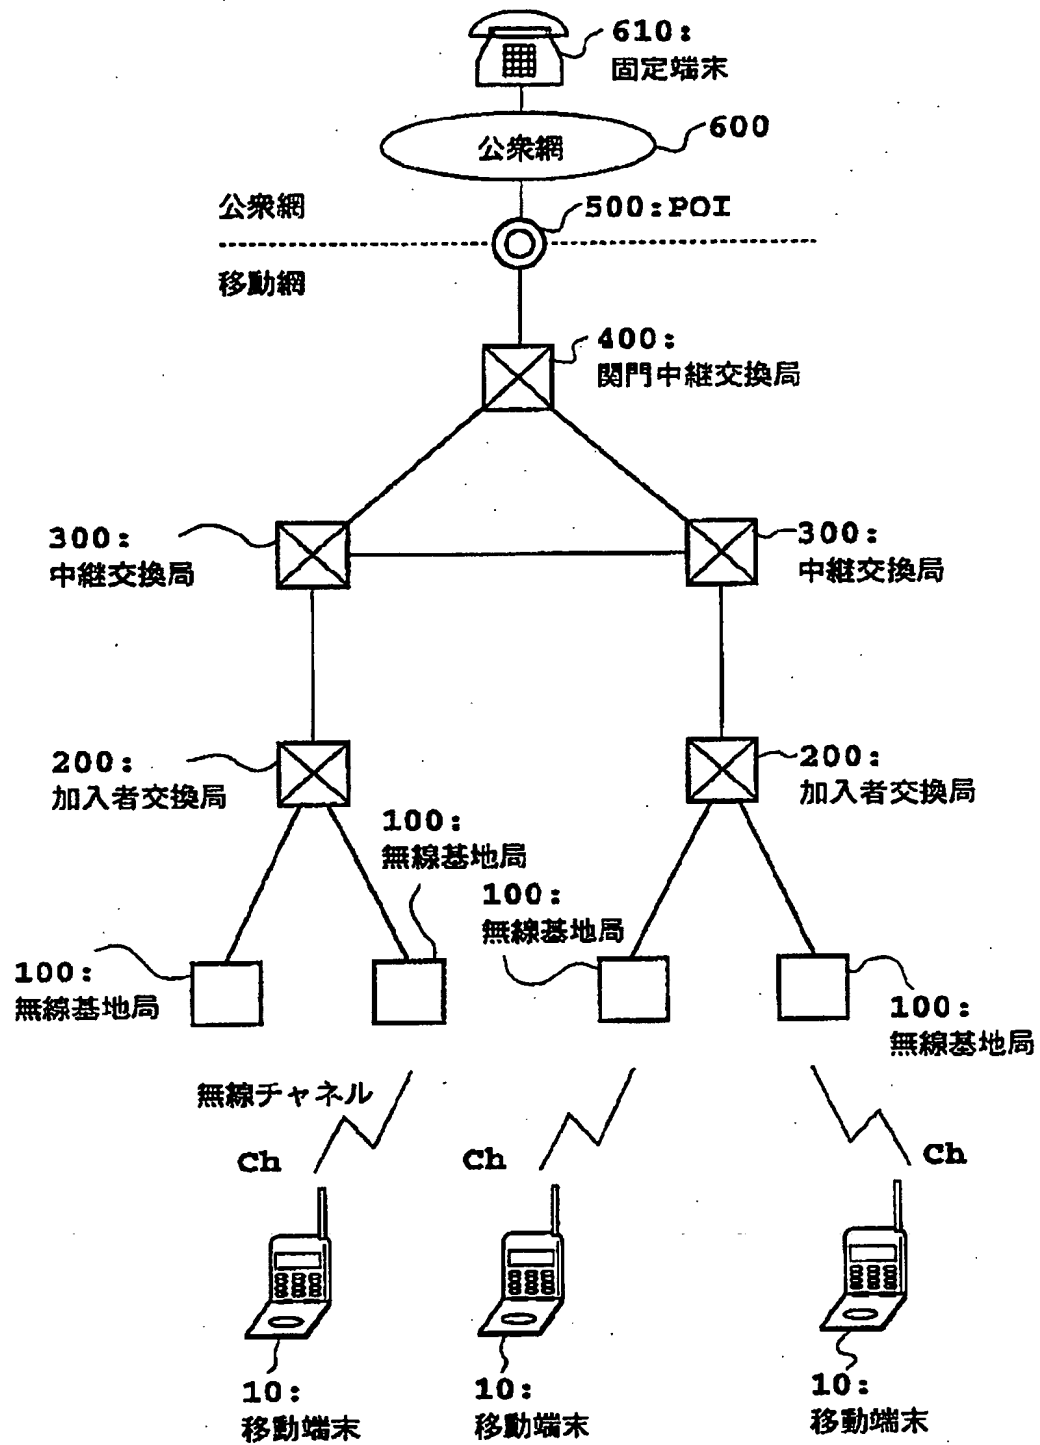 610:
固定端末
公衆網
600
公衆網
500:POI
移動網
400:
関門中継交換局
300:
中継交換局
300:
中継交換局
200:
加入者交換局
200:
加入者交換局
100:
無線基地局
100:
無線基地局
100:
無線基地局
100:
無線基地局
無線チャネル
Ch
Ch
Ch
10:
移動端末
10:
移動端末
10:
移動端末